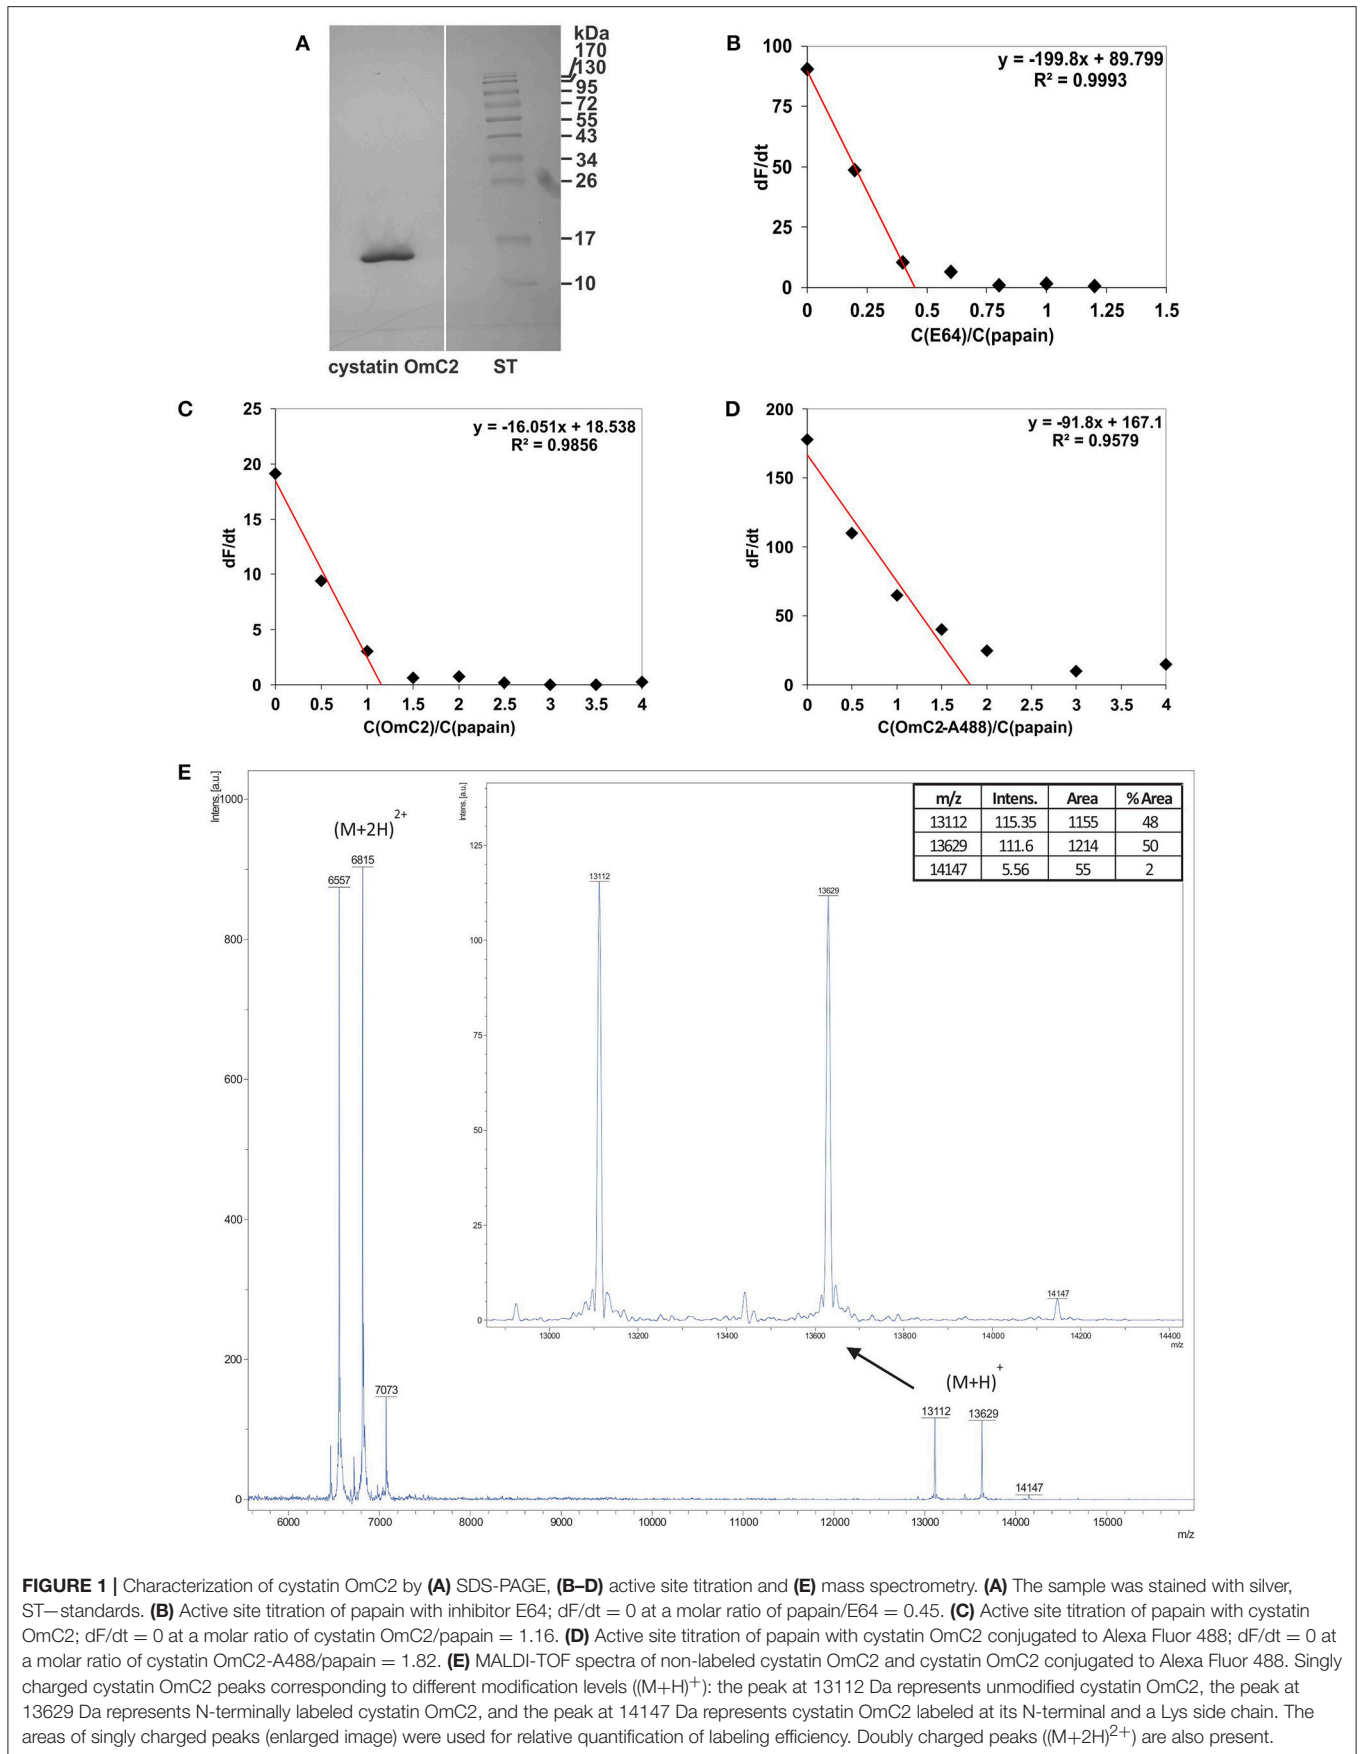 A
kDa
170
130
95
72
55
43
34
26
17
10
cystatin OmC2 ST
B
y = -199.8x + 89.799
R² = 0.9993
dF/dt
100
75
50
25
0
0 0.25 0.5 0.75 1 1.25 1.5
C(E64)/C(papain)
C
y = -16.051x + 18.538
R² = 0.9856
dF/dt
25
20
15
10
5
0
0 0.5 1 1.5 2 2.5 3 3.5 4
C(OmC2)/C(papain)
D
y = -91.8x + 167.1
R² = 0.9579
dF/dt
200
150
100
50
0
0 0.5 1 1.5 2 2.5 3 3.5 4
C(OmC2-A488)/C(papain)
E
Intens. [a.u.]
1000
800
600
400
200
0
(M+2H)2+
6557
6815
7073
6000 7000 8000 9000 10000 11000 12000 13000 14000 15000
m/z
Intens. [a.u.]
125
100
75
50
25
0
13112
13629
14147
13000 13200 13400 13600 13800 14000 14200 14400
m/z
m/z Intens. Area % Area
13112 115.35 1155 48
13629 111.6 1214 50
14147 5.56 55 2
(M+H)+
13112
13629
14147
FIGURE 1 | Characterization of cystatin OmC2 by (A) SDS-PAGE, (B–D) active site titration and (E) mass spectrometry. (A) The sample was stained with silver,
ST—standards. (B) Active site titration of papain with inhibitor E64; dF/dt = 0 at a molar ratio of papain/E64 = 0.45. (C) Active site titration of papain with cystatin
OmC2; dF/dt = 0 at a molar ratio of cystatin OmC2/papain = 1.16. (D) Active site titration of papain with cystatin OmC2 conjugated to Alexa Fluor 488; dF/dt = 0 at
a molar ratio of cystatin OmC2-A488/papain = 1.82. (E) MALDI-TOF spectra of non-labeled cystatin OmC2 and cystatin OmC2 conjugated to Alexa Fluor 488. Singly
charged cystatin OmC2 peaks corresponding to different modification levels ((M+H)+): the peak at 13112 Da represents unmodified cystatin OmC2, the peak at
13629 Da represents N-terminally labeled cystatin OmC2, and the peak at 14147 Da represents cystatin OmC2 labeled at its N-terminal and a Lys side chain. The
areas of singly charged peaks (enlarged image) were used for relative quantification of labeling efficiency. Doubly charged peaks ((M+2H)2+) are also present.